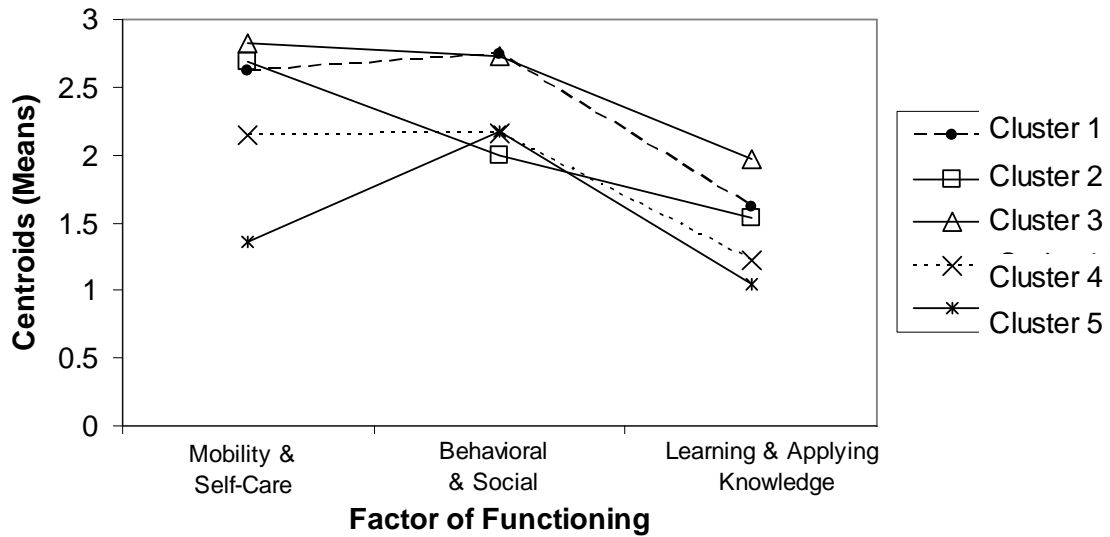 3
2.5
2
1.5
1
0.5
0
Centroids (Means)
Mobility &
Self-Care
Behavioral
& Social
Learning & Applying
Knowledge
Factor of Functioning
Cluster 1
Cluster 2
Cluster 3
Cluster 4
Cluster 5